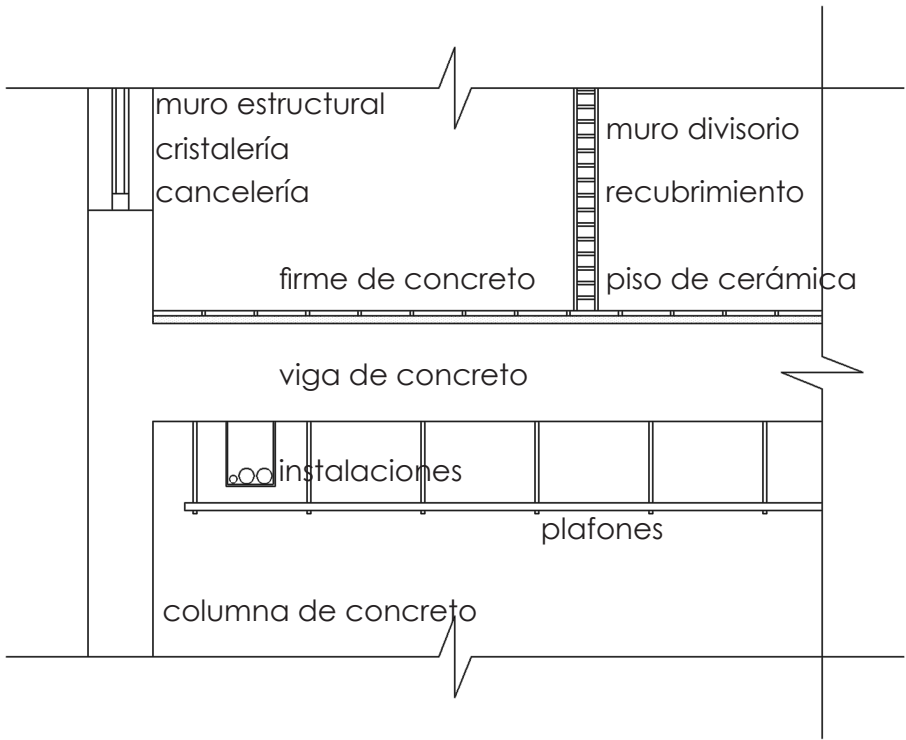 muro estructural
cristalería
cancelería
muro divisorio
recubrimiento
firme de concreto
piso de cerámica
viga de concreto
instalaciones
plafones
columna de concreto